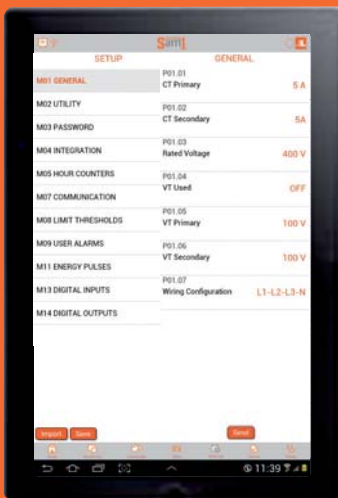 Sam1
SETUP
GENERAL
M01 GENERAL
M02 UTILITY
M03 PASSWORD
M04 INTEGRATION
M05 HOUR COUNTERS
M07 COMMUNICATION
M08 LIMIT THRESHOLDS
M09 USER ALARMS
M11 ENERGY PULSES
M13 DIGITAL INPUTS
M14 DIGITAL OUTPUTS
P01.01
CT Primary 5 A
P01.02
CT Secondary 5A
P01.03
Rated Voltage 400 V
P01.04
VT Used OFF
P01.05
VT Primary 100 V
P01.06
VT Secondary 100 V
P01.07
Wiring Configuration L1-L2-L3-N
Import Save Send
11:39